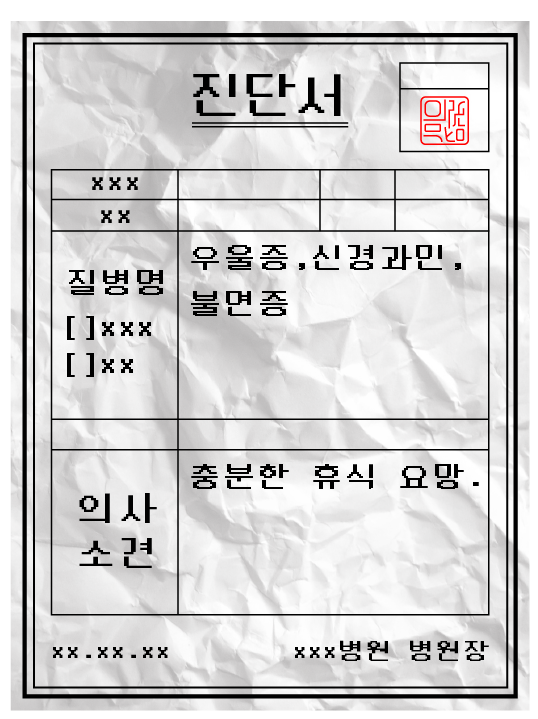 진단서
xxx
xx
질병명
[ ]xxx
[ ]xx
우울증,신경과민,
불면증
의사
소견
충분한 휴식 요망.
xx.xx.xx
xxx병원 병원장